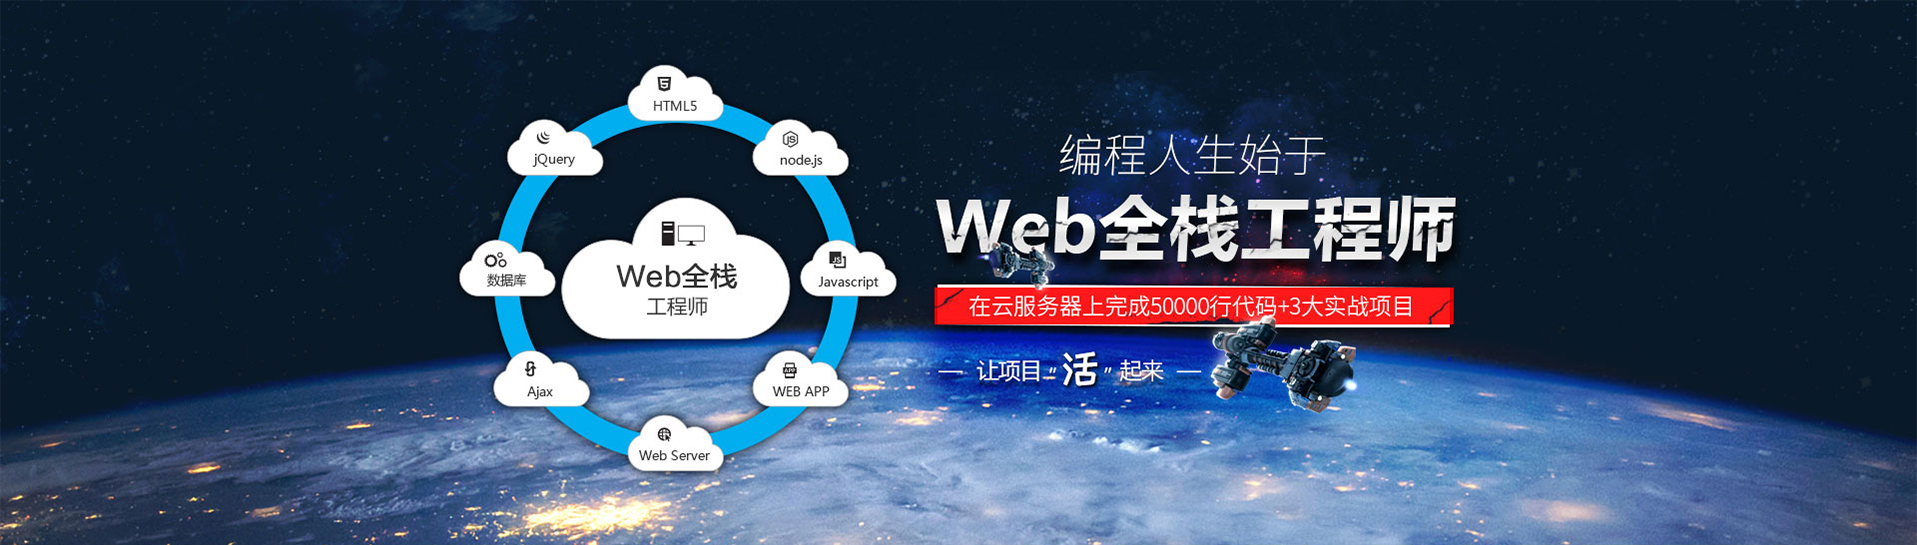 HTML5
jQuery
node.js
JS
数据库
JS
Javascript
Web全栈
工程师
Ajax
APP
WEB APP
Web Server
编程人生始于
Web全栈工程师
在云服务器上完成50000行代码+3大实战项目
— 让项目“活”起来 —